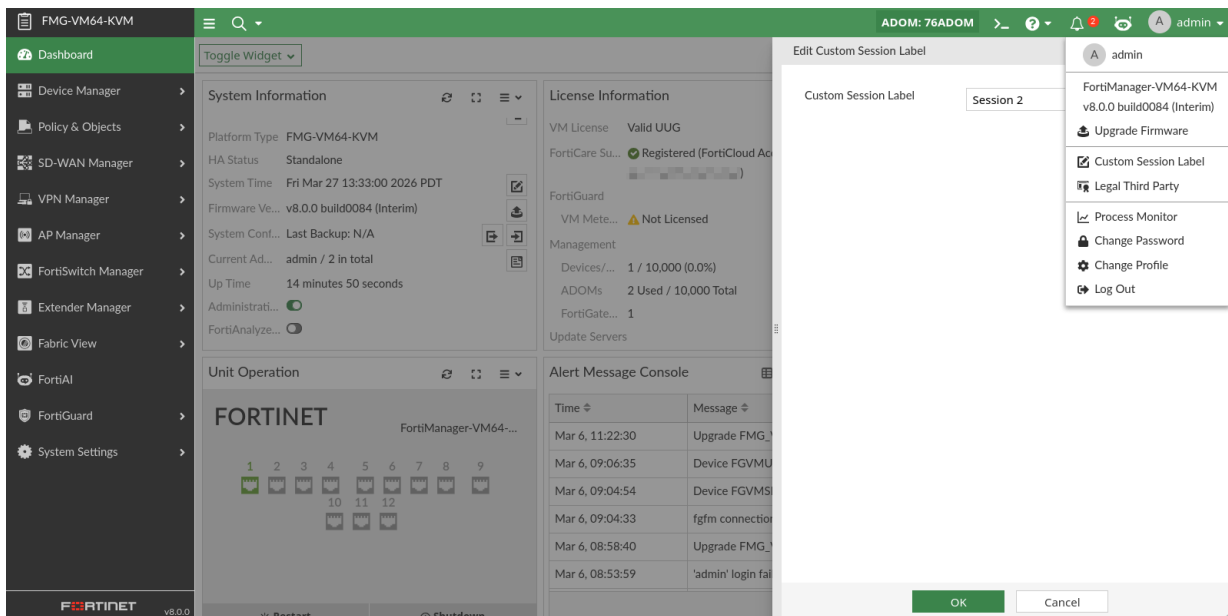 FMG-VM64-KVM
ADOM: 76ADOM
2
A
admin
Dashboard
Device Manager
Policy & Objects
SD-WAN Manager
VPN Manager
AP Manager
FortiSwitch Manager
Extender Manager
Fabric View
FortiAI
FortiGuard
System Settings
FORTINET
v8.0.0
Toggle Widget
System Information
Platform Type FMG-VM64-KVM
HA Status Standalone
System Time Fri Mar 27 13:33:00 2026 PDT
Firmware Ve... v8.0.0 build0084 (Interim)
System Conf... Last Backup: N/A
Current Ad... admin / 2 in total
Up Time 14 minutes 50 seconds
Administrati...
FortiAnalyze...
License Information
VM License Valid UUG
FortiCare Su... Registered (FortiCloud Acc
)
FortiGuard
VM Mete... Not Licensed
Management
Devices/... 1 / 10,000 (0.0%)
ADOMs 2 Used / 10,000 Total
FortiGate... 1
Update Servers
Unit Operation
FORTINET
FortiManager-VM64-...
1 2 3 4 5 6 7 8 9
10 11 12
Restart
Shutdown
Alert Message Console
Time Message
Mar 6, 11:22:30 Upgrade FMG_
Mar 6, 09:06:35 Device FGVMU
Mar 6, 09:04:54 Device FGVMS
Mar 6, 09:04:33 fgfm connection
Mar 6, 08:58:40 Upgrade FMG_
Mar 6, 08:53:59 'admin' login fai
Edit Custom Session Label
Custom Session Label Session 2
OK
Cancel
A admin
FortiManager-VM64-KVM
v8.0.0 build0084 (Interim)
Upgrade Firmware
Custom Session Label
Legal Third Party
Process Monitor
Change Password
Change Profile
Log Out